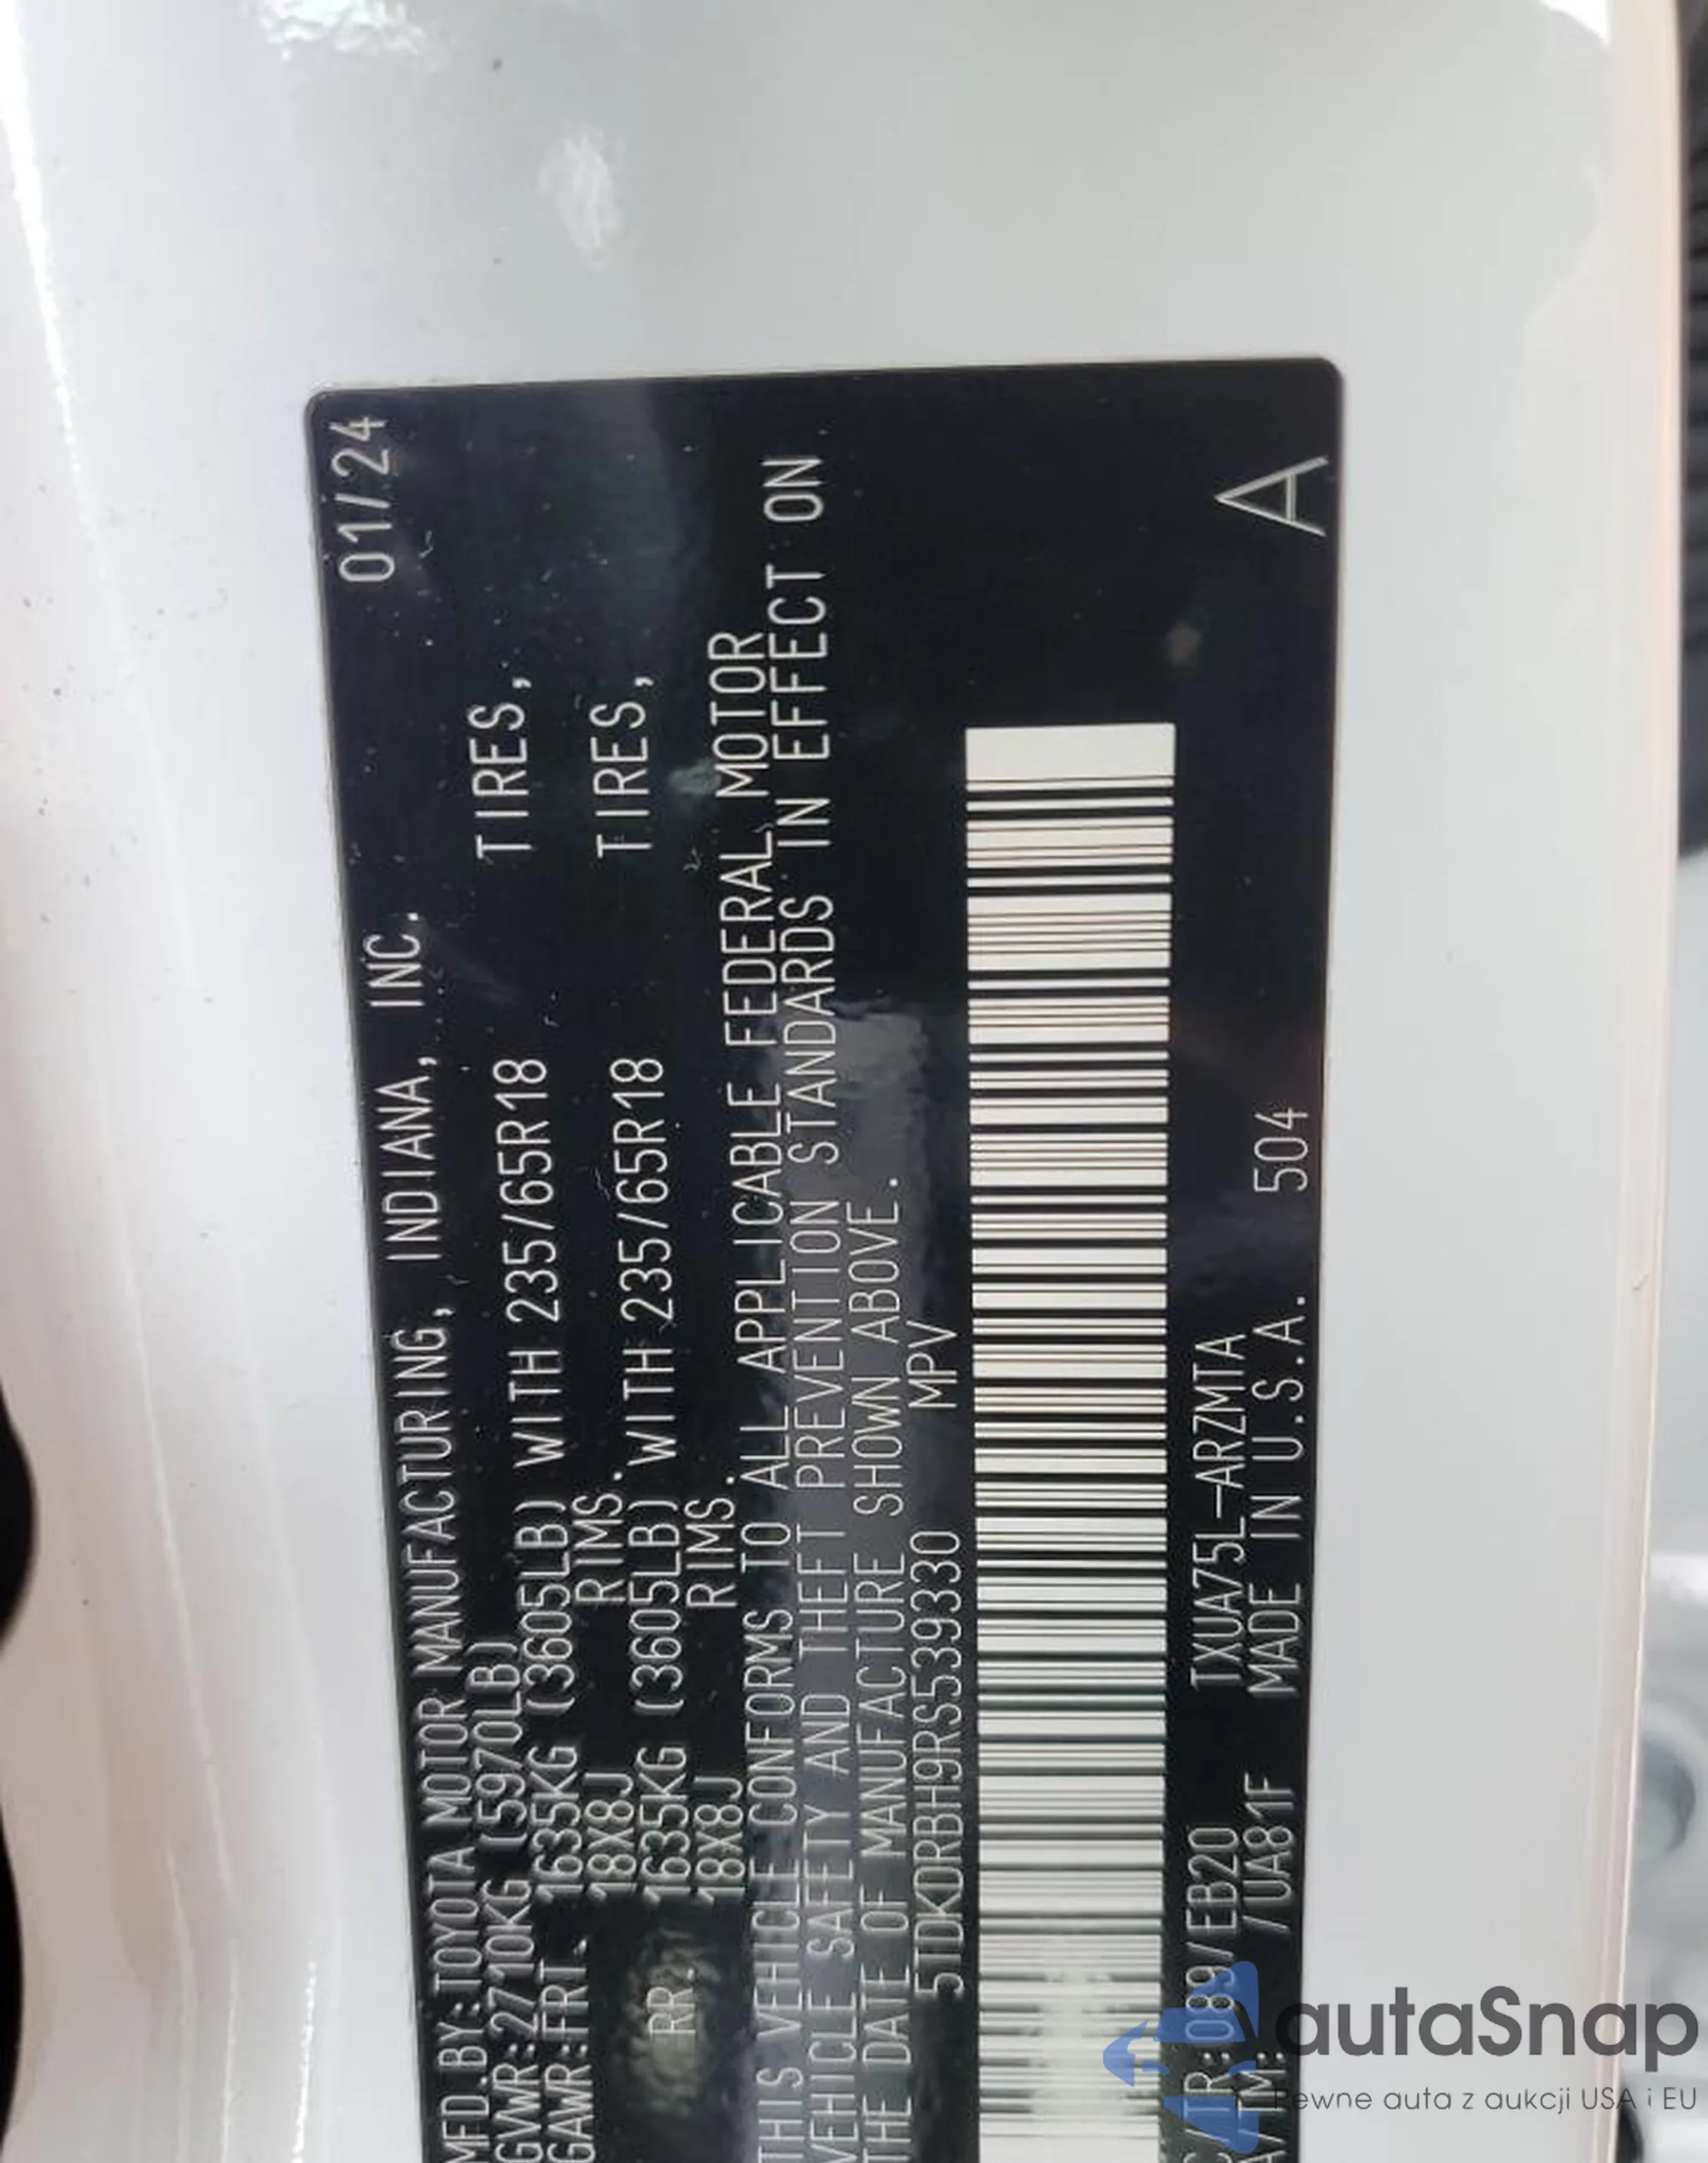 MFD.BY:TOYOTA MOTOR MANUFACTURING, INDIANA, INC. 01/24
GVWR:2710KG (5970LB)
GAWR:FRT. 1635KG (3605LB) WITH 235/65R18 TIRES,
18X8J RIMS.
RR. 1635KG (3605LB) WITH 235/65R18 TIRES,
18X8J RIMS.
THIS VEHICLE CONFORMS TO ALL APPLICABLE FEDERAL MOTOR
VEHICLE SAFETY AND THEFT PREVENTION STANDARDS IN EFFECT ON
THE DATE OF MANUFACTURE SHOWN ABOVE.
5TDKDRBH9RS539330 MPV
C/TR:089/EB20 TXUA75L-ARZMTA
A/TM: /UA81F MADE IN U.S.A. 504
A
autaSnap
Pewne auta z aukcji USA i EU